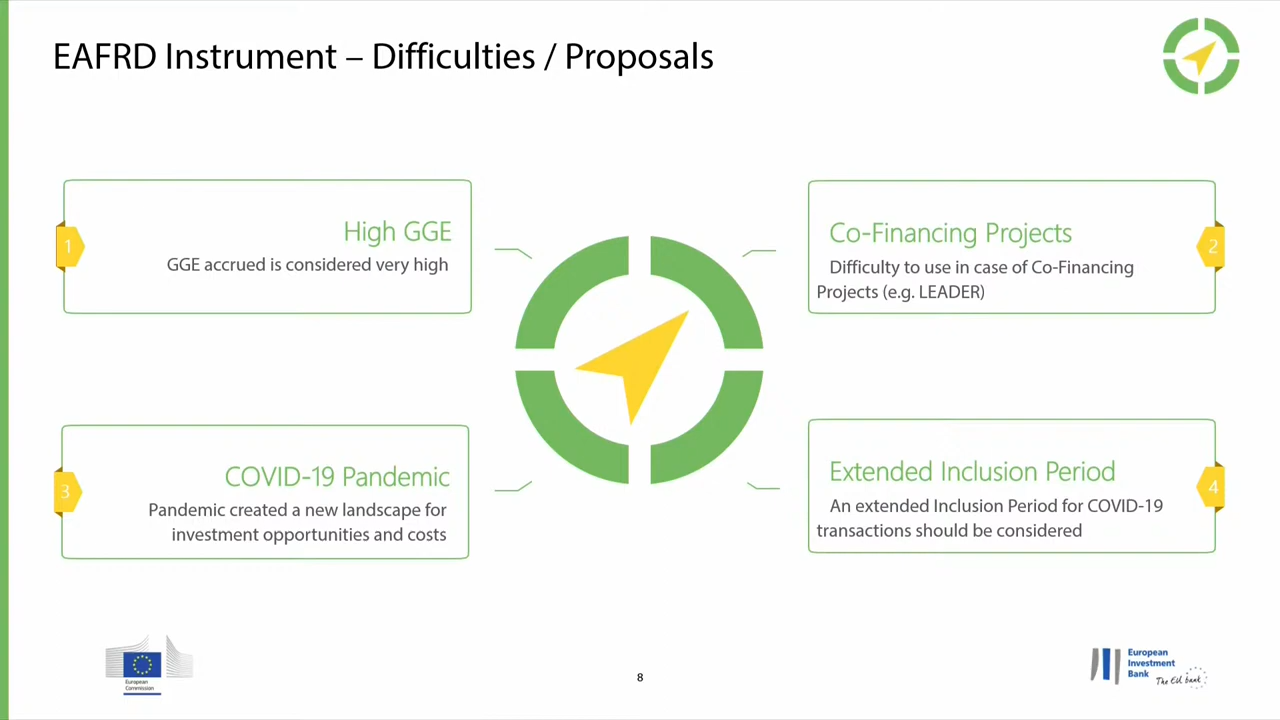 EAFRD Instrument – Difficulties / Proposals
1
High GGE
GGE accrued is considered very high
2
Co-Financing Projects
Difficulty to use in case of Co-Financing
Projects (e.g. LEADER)
3
COVID-19 Pandemic
Pandemic created a new landscape for
investment opportunities and costs
4
Extended Inclusion Period
An extended Inclusion Period for COVID-19
transactions should be considered
European
Commission
8
European
Investment
Bank
The EU bank